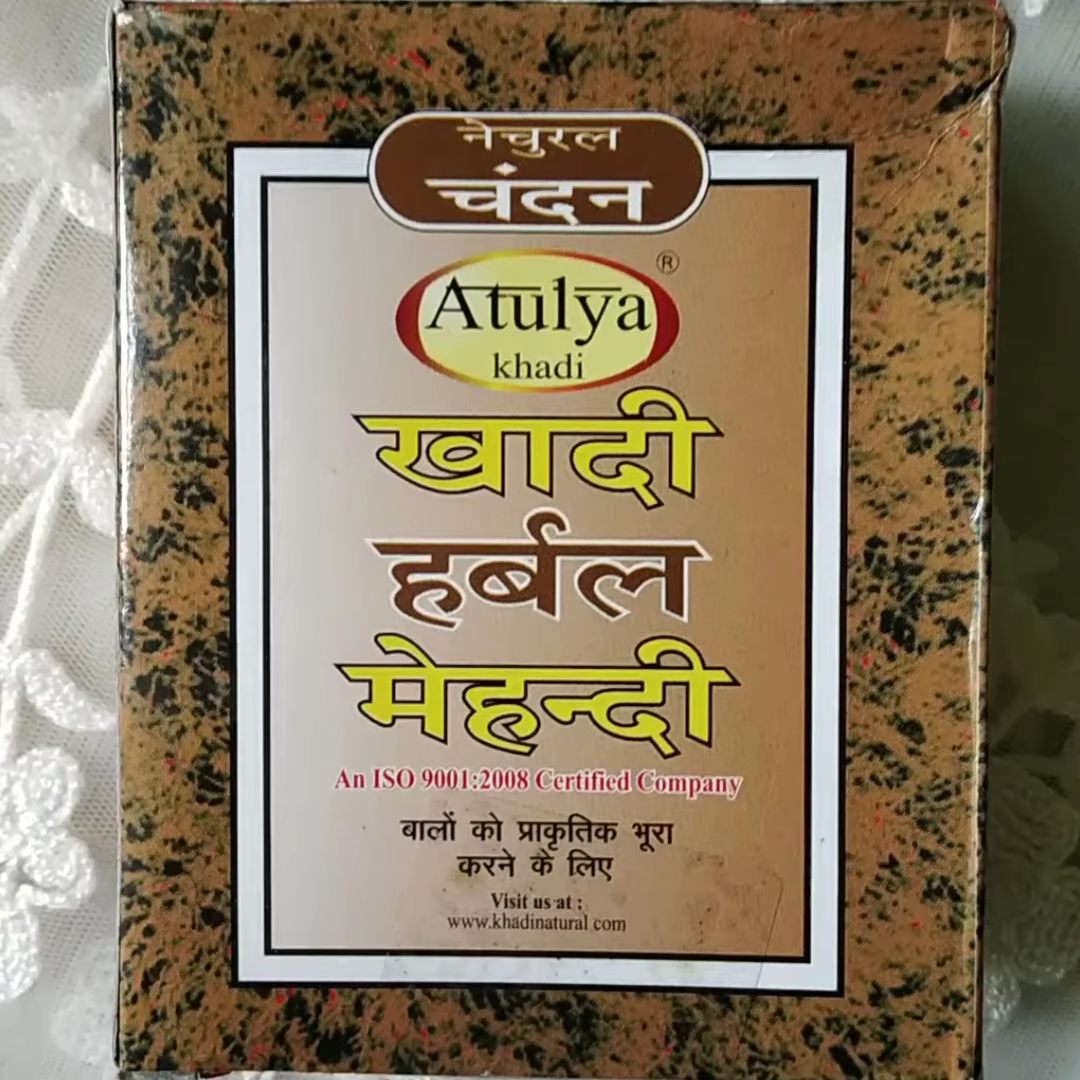 नेचुरल
चंदन
Atulya ®
khadi
खादी
हर्बल
मेहन्दी
An ISO 9001:2008 Certified Company
बालों को प्राकृतिक भूरा
करने के लिए
Visit us at :
www.khadinatural.com